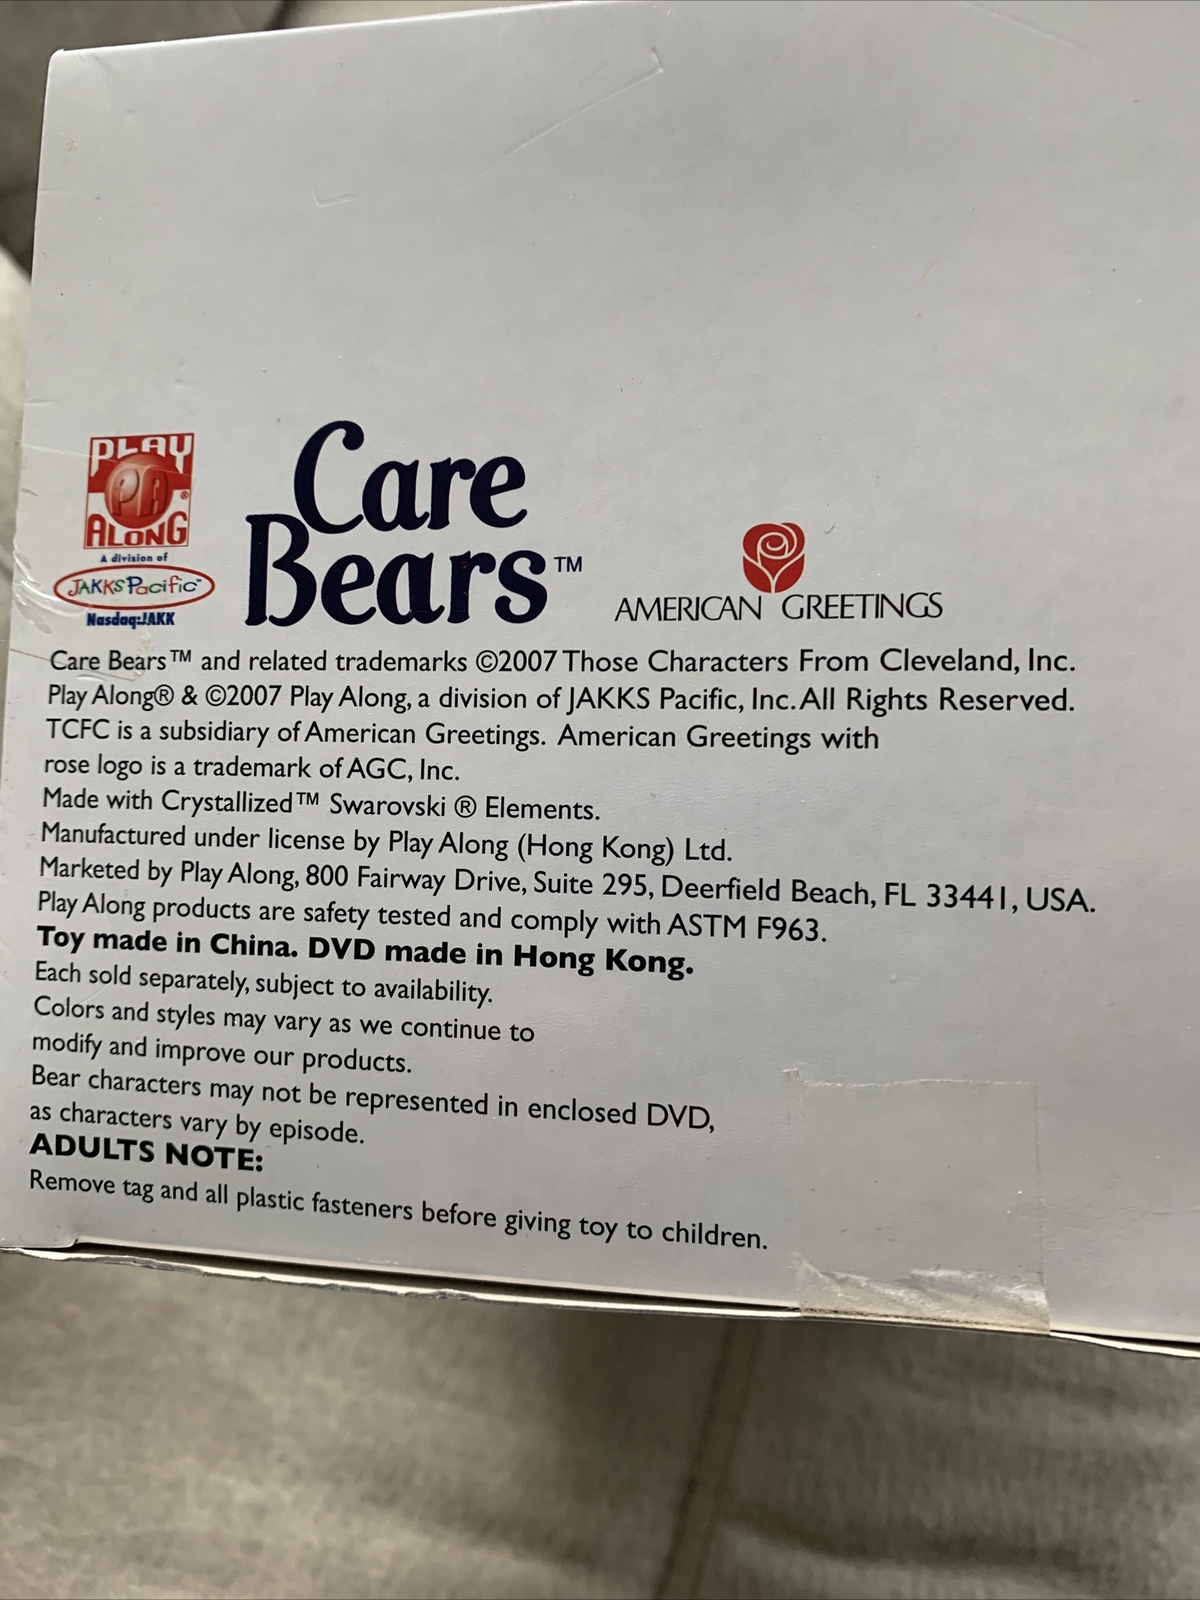 PLAY
PA ®
ALONG
A division of
JAKKS Pacific™
Nasdaq:JAKK
Care
Bears™
AMERICAN GREETINGS
Care Bears™ and related trademarks ©2007 Those Characters From Cleveland, Inc.
Play Along® & ©2007 Play Along, a division of JAKKS Pacific, Inc. All Rights Reserved.
TCFC is a subsidiary of American Greetings. American Greetings with
rose logo is a trademark of AGC, Inc.
Made with Crystallized™ Swarovski ® Elements.
Manufactured under license by Play Along (Hong Kong) Ltd.
Marketed by Play Along, 800 Fairway Drive, Suite 295, Deerfield Beach, FL 33441, USA.
Play Along products are safety tested and comply with ASTM F963.
Toy made in China. DVD made in Hong Kong.
Each sold separately, subject to availability.
Colors and styles may vary as we continue to
modify and improve our products.
Bear characters may not be represented in enclosed DVD,
as characters vary by episode.
ADULTS NOTE:
Remove tag and all plastic fasteners before giving toy to children.